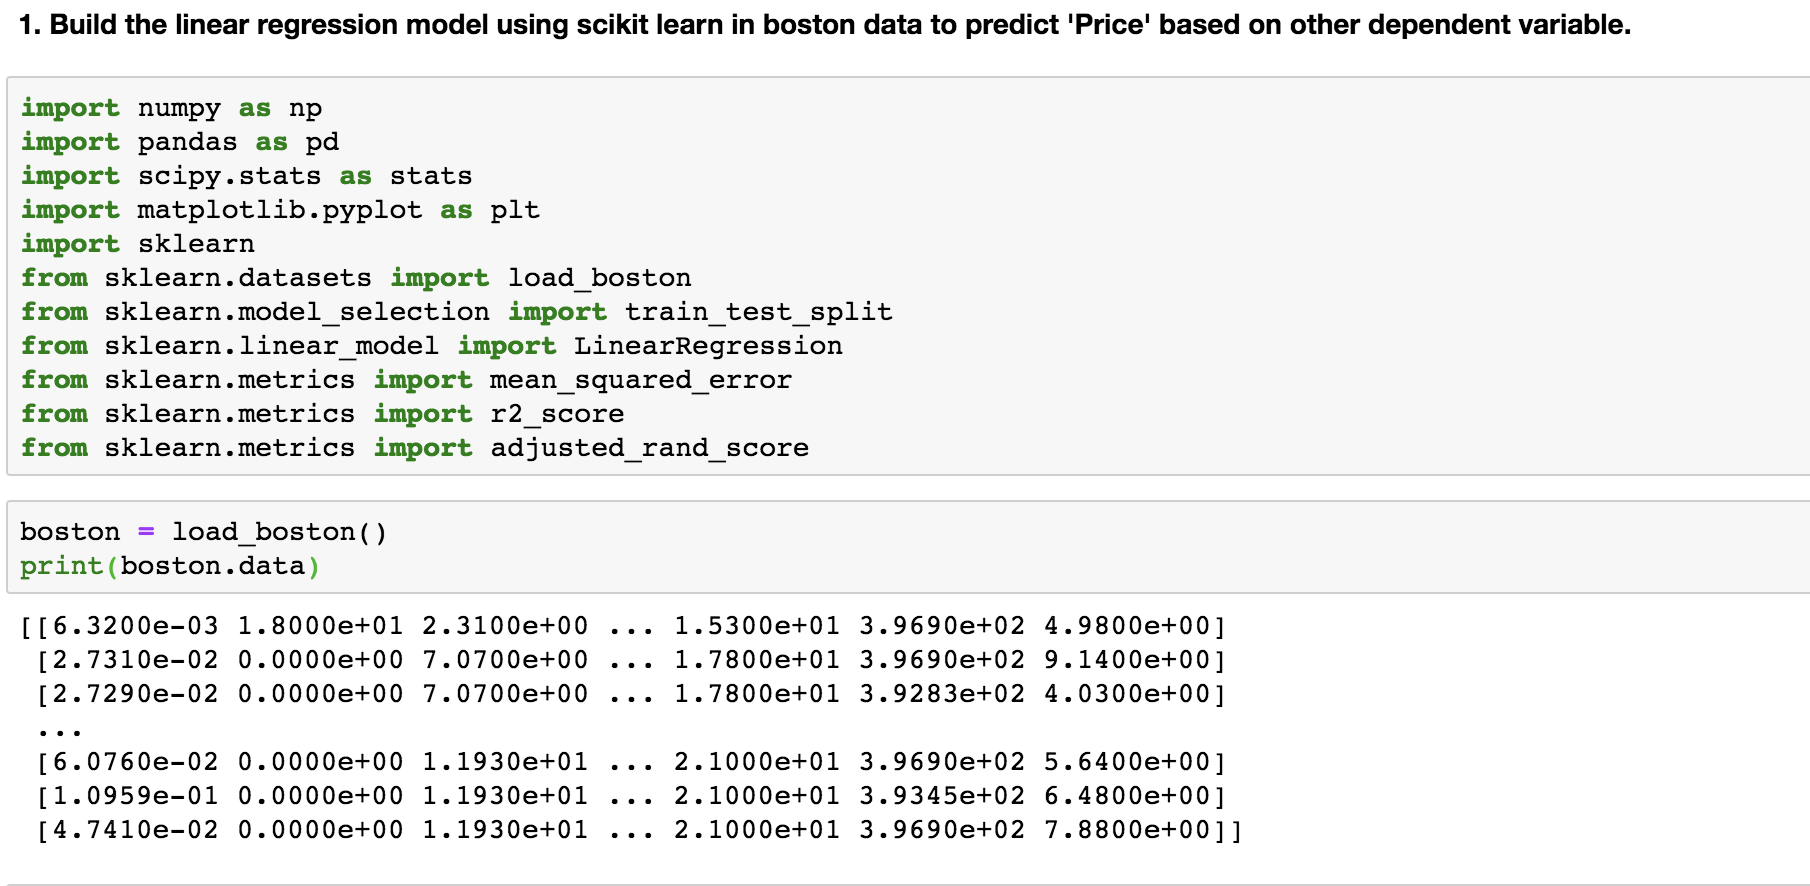 1. Build the linear regression model using scikit learn in boston data to predict 'Price' based on other dependent variable.
import numpy as np
import pandas as pd
import scipy.stats as stats
import matplotlib.pyplot as plt
import sklearn
from sklearn.datasets import load_boston
from sklearn.model_selection import train_test_split
from sklearn.linear_model import LinearRegression
from sklearn.metrics import mean_squared_error
from sklearn.metrics import r2_score
from sklearn.metrics import adjusted_rand_score
boston = load_boston()
print(boston.data)
[[6.3200e-03 1.8000e+01 2.3100e+00 ... 1.5300e+01 3.9690e+02 4.9800e+00]
 [2.7310e-02 0.0000e+00 7.0700e+00 ... 1.7800e+01 3.9690e+02 9.1400e+00]
 [2.7290e-02 0.0000e+00 7.0700e+00 ... 1.7800e+01 3.9283e+02 4.0300e+00]
 ...
 [6.0760e-02 0.0000e+00 1.1930e+01 ... 2.1000e+01 3.9690e+02 5.6400e+00]
 [1.0959e-01 0.0000e+00 1.1930e+01 ... 2.1000e+01 3.9345e+02 6.4800e+00]
 [4.7410e-02 0.0000e+00 1.1930e+01 ... 2.1000e+01 3.9690e+02 7.8800e+00]]